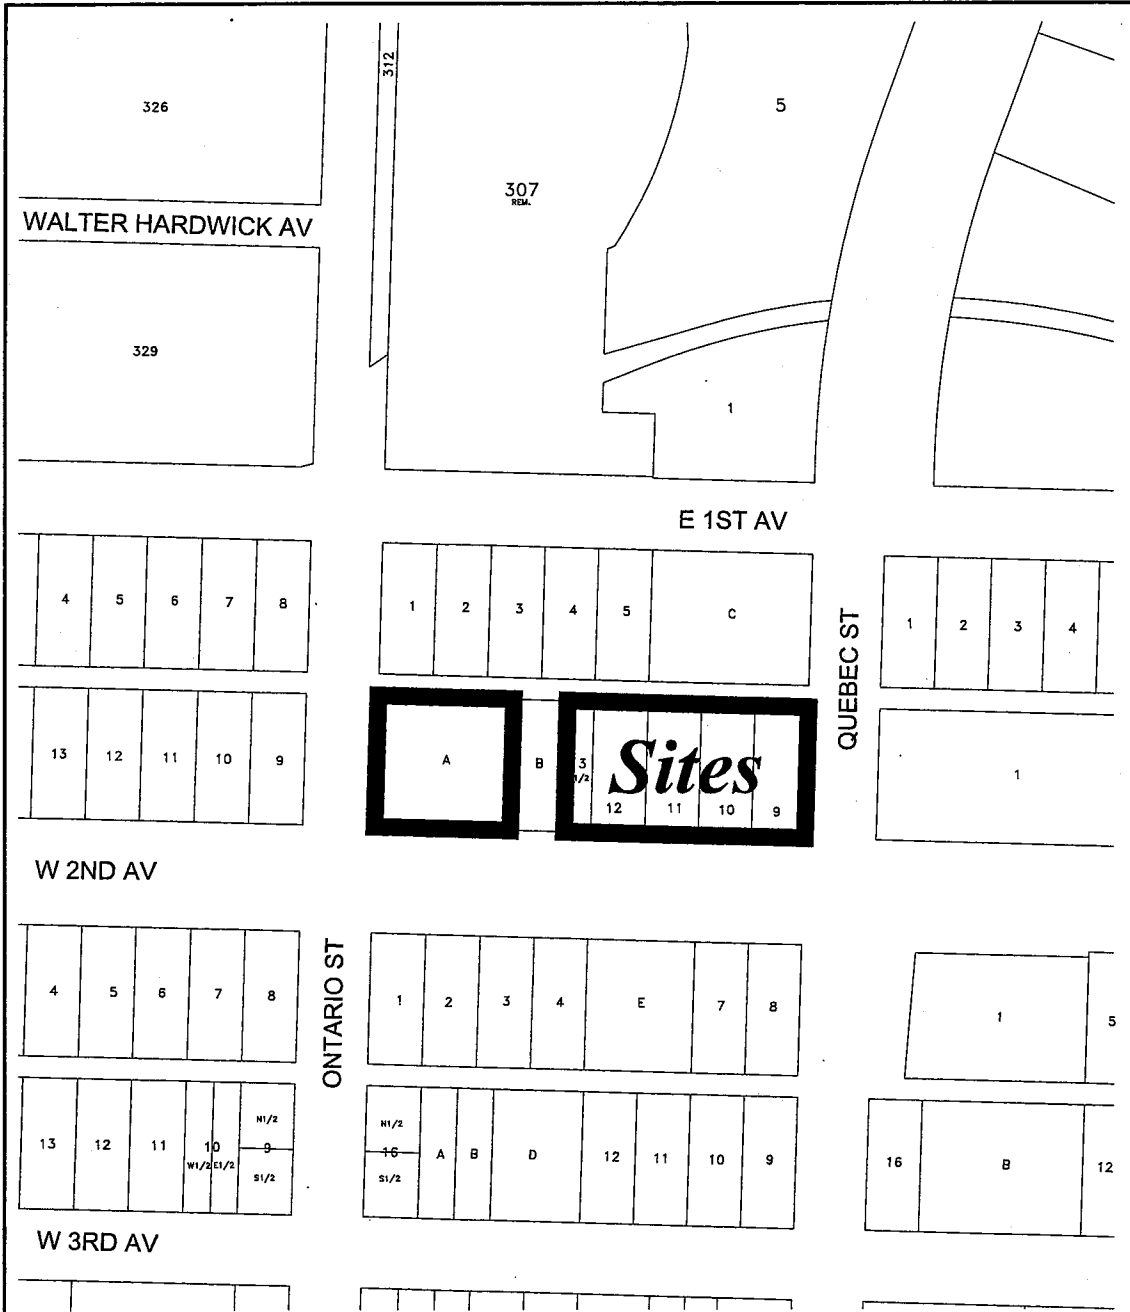 312
326
5
307
REM.
WALTER HARDWICK AV
329
1
E 1ST AV
4 5 6 7 8
1 2 3 4 5 C
1 2 3 4
QUEBEC ST
13 12 11 10 9
A
B
3
1/2
Sites
12 11 10 9
1
W 2ND AV
4 5 6 7 8
ONTARIO ST
1 2 3 4 E 7 8
1 5
13 12 11 10 9
W1/2 E1/2
N1/2
S1/2
N1/2
16
S1/2
A B D 12 11 10 9
16 B 12
W 3RD AV